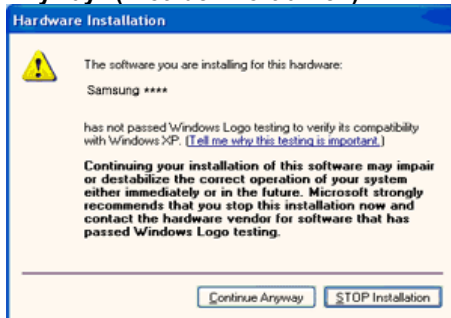 Hardware Installation
The software you are installing for this hardware:
Samsung ****
has not passed Windows Logo testing to verify its compatibility
with Windows XP. (Tell me why this testing is important.)
Continuing your installation of this software may impair
or destabilize the correct operation of your system
either immediately or in the future. Microsoft strongly
recommends that you stop this installation now and
contact the hardware vendor for software that has
passed Windows Logo testing.
Continue Anyway STOP Installation